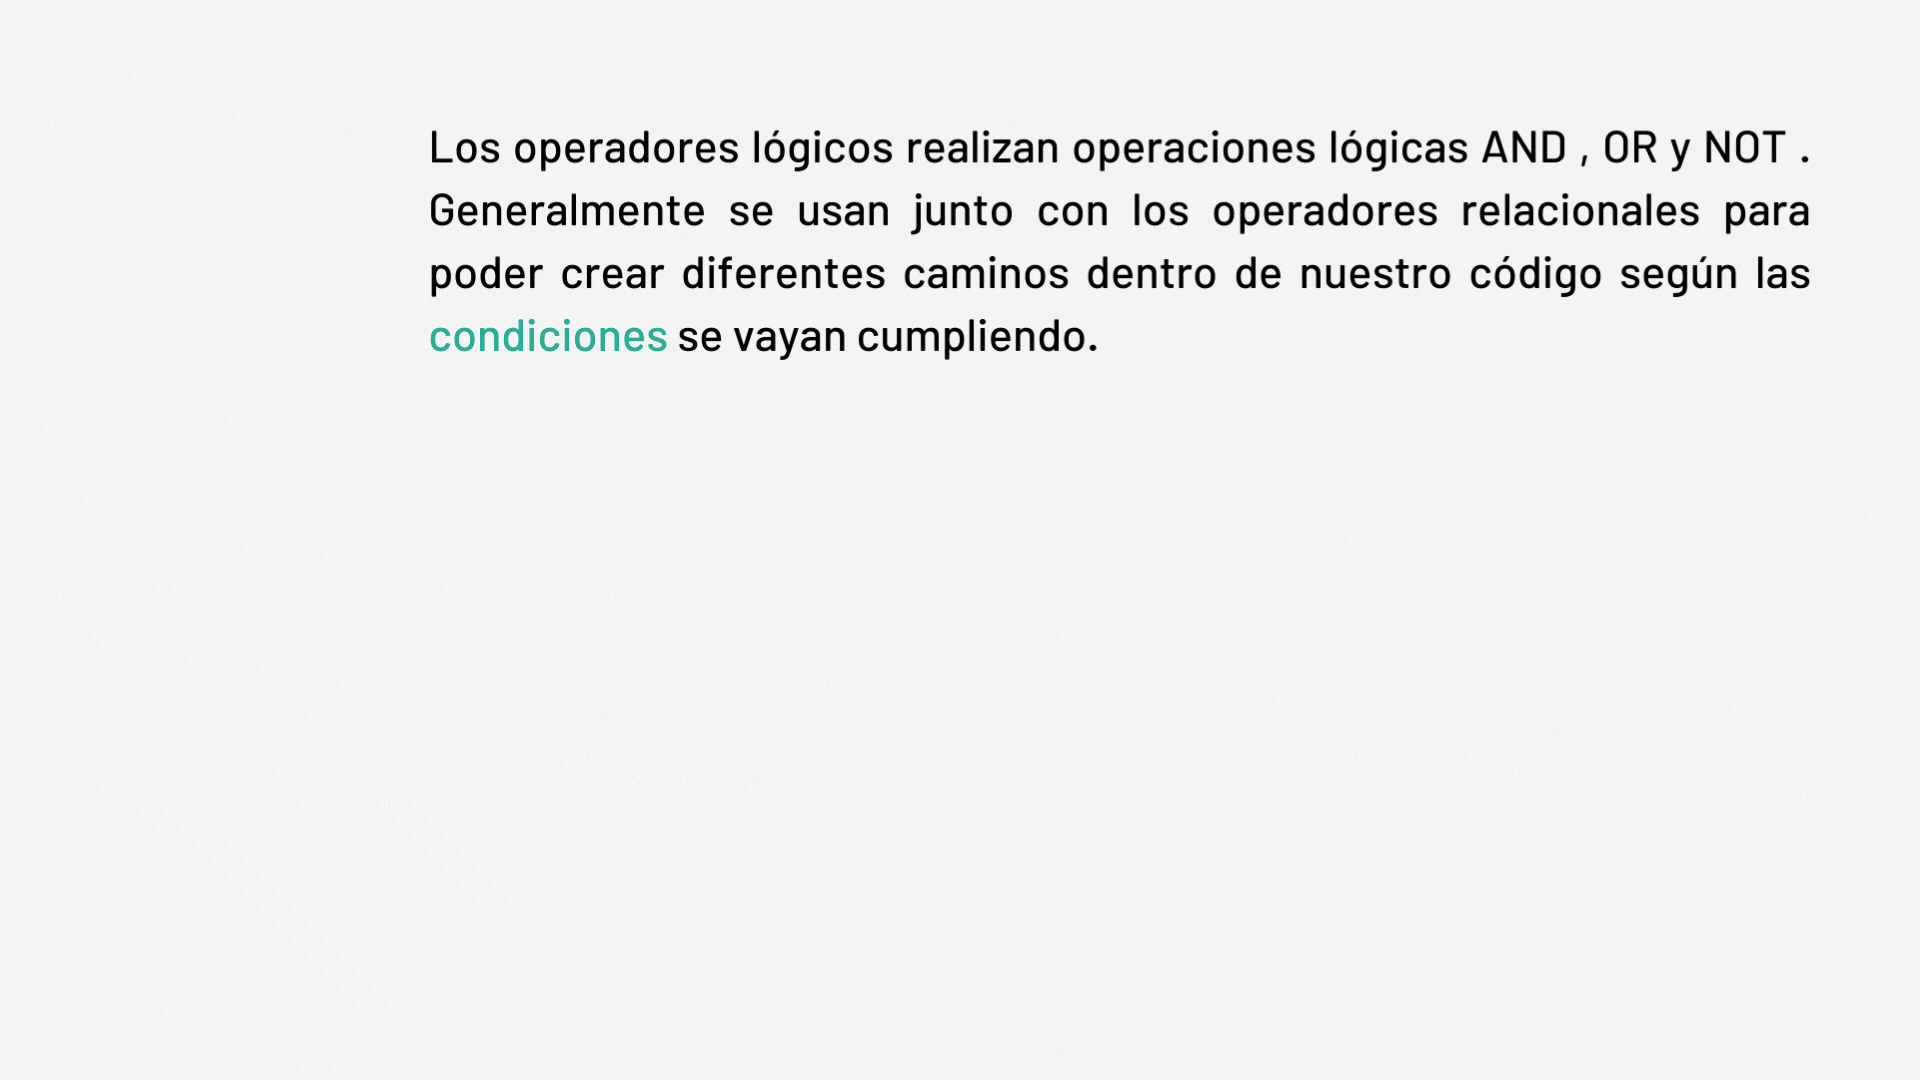 Los operadores lógicos realizan operaciones lógicas AND , OR y NOT .
Generalmente se usan junto con los operadores relacionales para
poder crear diferentes caminos dentro de nuestro código según las
condiciones se vayan cumpliendo.